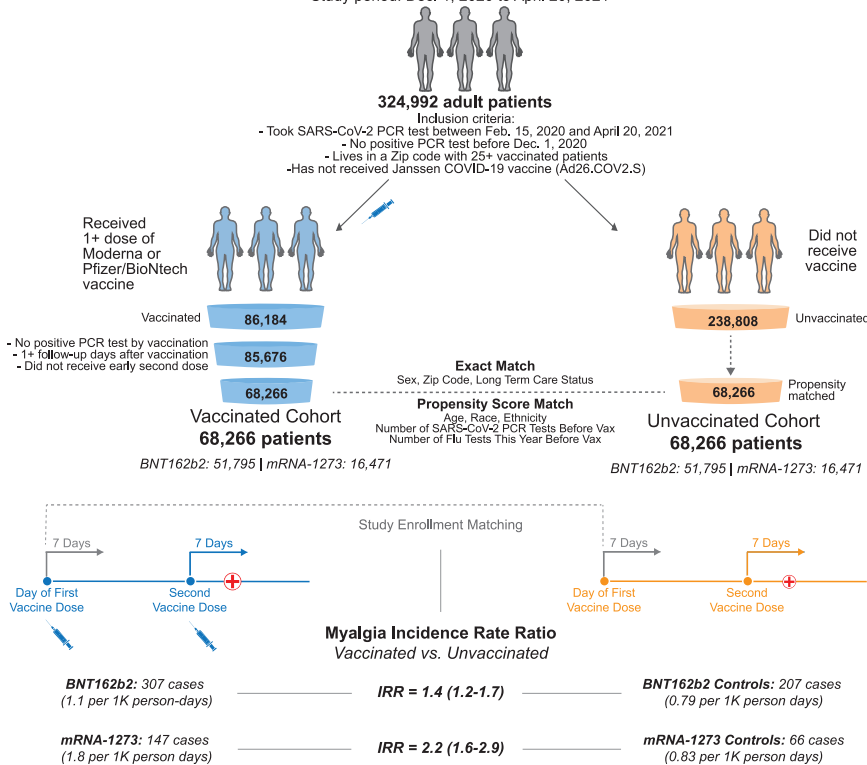 Study period: Dec. 1, 2020 to April 20, 2021
324,992 adult patients
Inclusion criteria:
- Took SARS-CoV-2 PCR test between Feb. 15, 2020 and April 20, 2021
- No positive PCR test before Dec. 1, 2020
- Lives in a Zip code with 25+ vaccinated patients
-Has not received Janssen COVID-19 vaccine (Ad26.COV2.S)
Received
1+ dose of
Moderna or
Pfizer/BioNtech
vaccine
Did not
receive
vaccine
Vaccinated
86,184
238,808
Unvaccinated
- No positive PCR test by vaccination
- 1+ follow-up days after vaccination
- Did not receive early second dose
85,676
68,266
Exact Match
Sex, Zip Code, Long Term Care Status
Propensity Score Match
Age, Race, Ethnicity
Number of SARS-CoV-2 PCR Tests Before Vax
Number of Flu Tests This Year Before Vax
68,266
Propensity
matched
Vaccinated Cohort
68,266 patients
BNT162b2: 51,795 | mRNA-1273: 16,471
Unvaccinated Cohort
68,266 patients
BNT162b2: 51,795 | mRNA-1273: 16,471
Study Enrollment Matching
7 Days
7 Days
7 Days
7 Days
Day of First
Vaccine Dose
Second
Vaccine Dose
Day of First
Vaccine Dose
Second
Vaccine Dose
Myalgia Incidence Rate Ratio
Vaccinated vs. Unvaccinated
BNT162b2: 307 cases
(1.1 per 1K person-days)
IRR = 1.4 (1.2-1.7)
BNT162b2 Controls: 207 cases
(0.79 per 1K person days)
mRNA-1273: 147 cases
(1.8 per 1K person days)
IRR = 2.2 (1.6-2.9)
mRNA-1273 Controls: 66 cases
(0.83 per 1K person days)